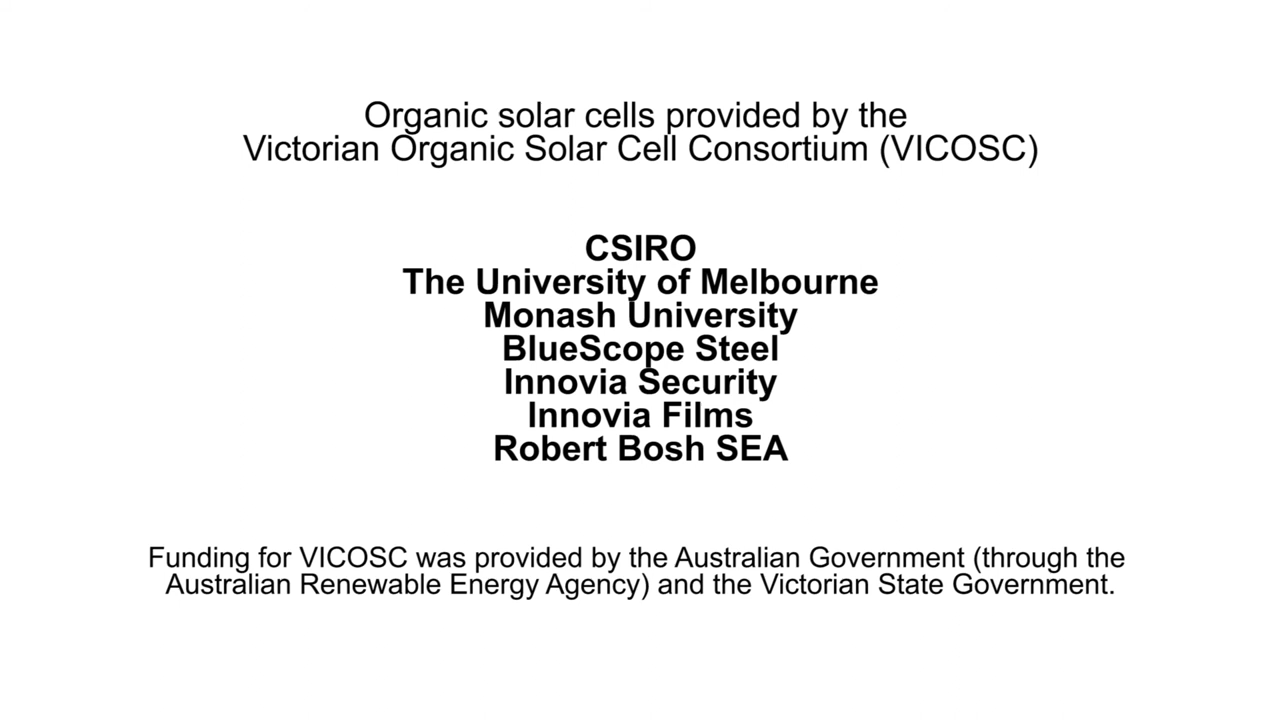 Organic solar cells provided by the
Victorian Organic Solar Cell Consortium (VICOSC)
CSIRO
The University of Melbourne
Monash University
BlueScope Steel
Innovia Security
Innovia Films
Robert Bosh SEA
Funding for VICOSC was provided by the Australian Government (through the
Australian Renewable Energy Agency) and the Victorian State Government.